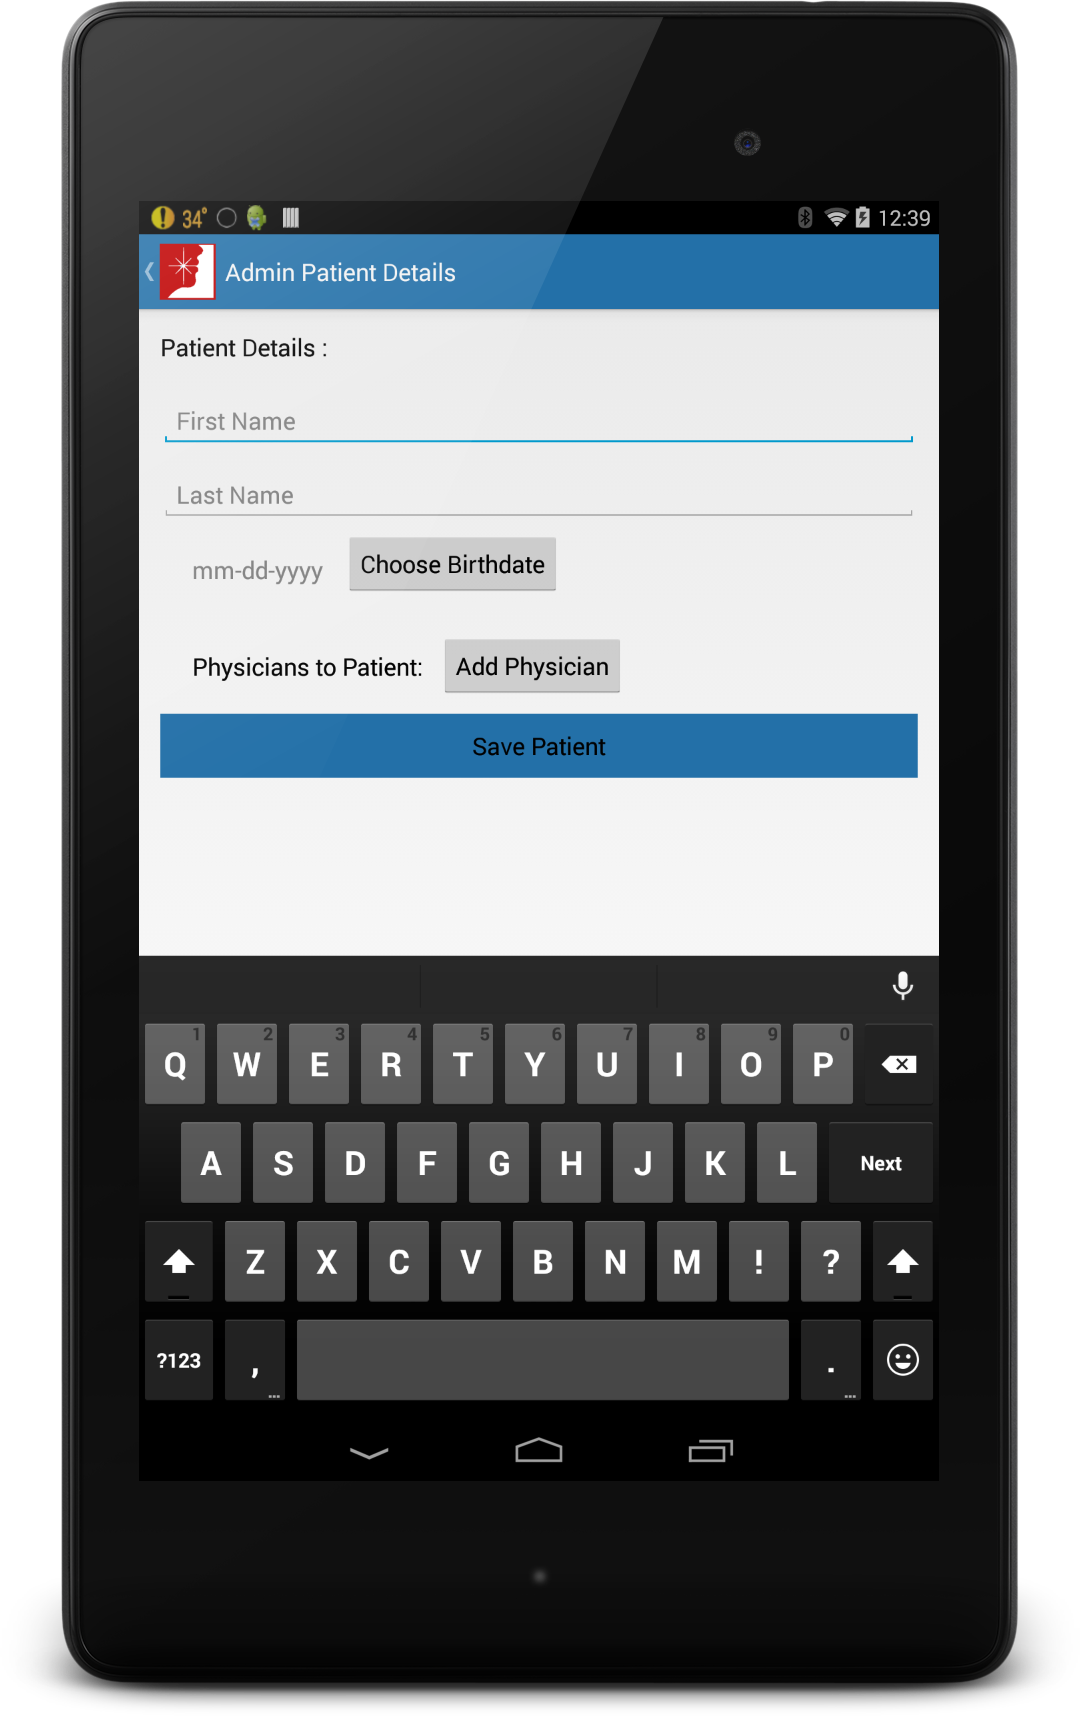 34° 12:39
Admin Patient Details
Patient Details :
First Name
Last Name
mm-dd-yyyy Choose Birthdate
Physicians to Patient: Add Physician
Save Patient
1 2 3 4 5 6 7 8 9 0
Q W E R T Y U I O P
A S D F G H J K L Next
Z X C V B N M ! ?
?123 , ... . ...